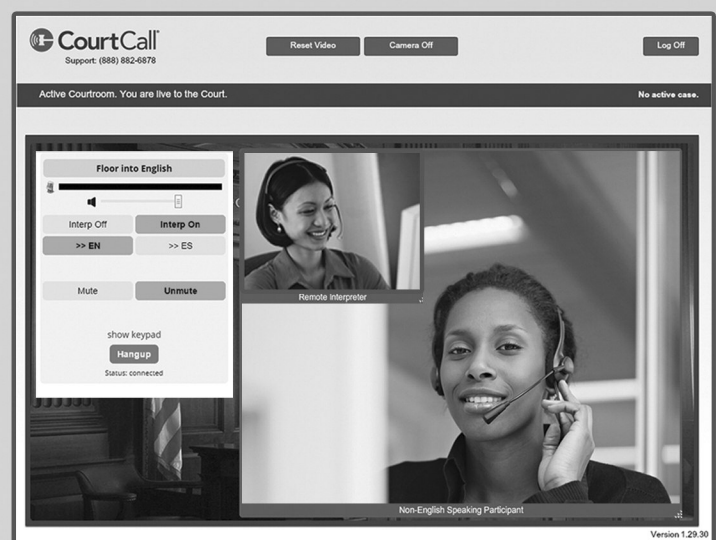 CourtCall
Support: (888) 882-6878
Reset Video
Camera Off
Log Off
Active Courtroom. You are live to the Court.
No active case.
Floor into English
Interp Off
Interp On
>> EN
>> ES
Mute
Unmute
show keypad
Hangup
Status: connected
Remote Interpreter
Non-English Speaking Participant
Version 1.29.30